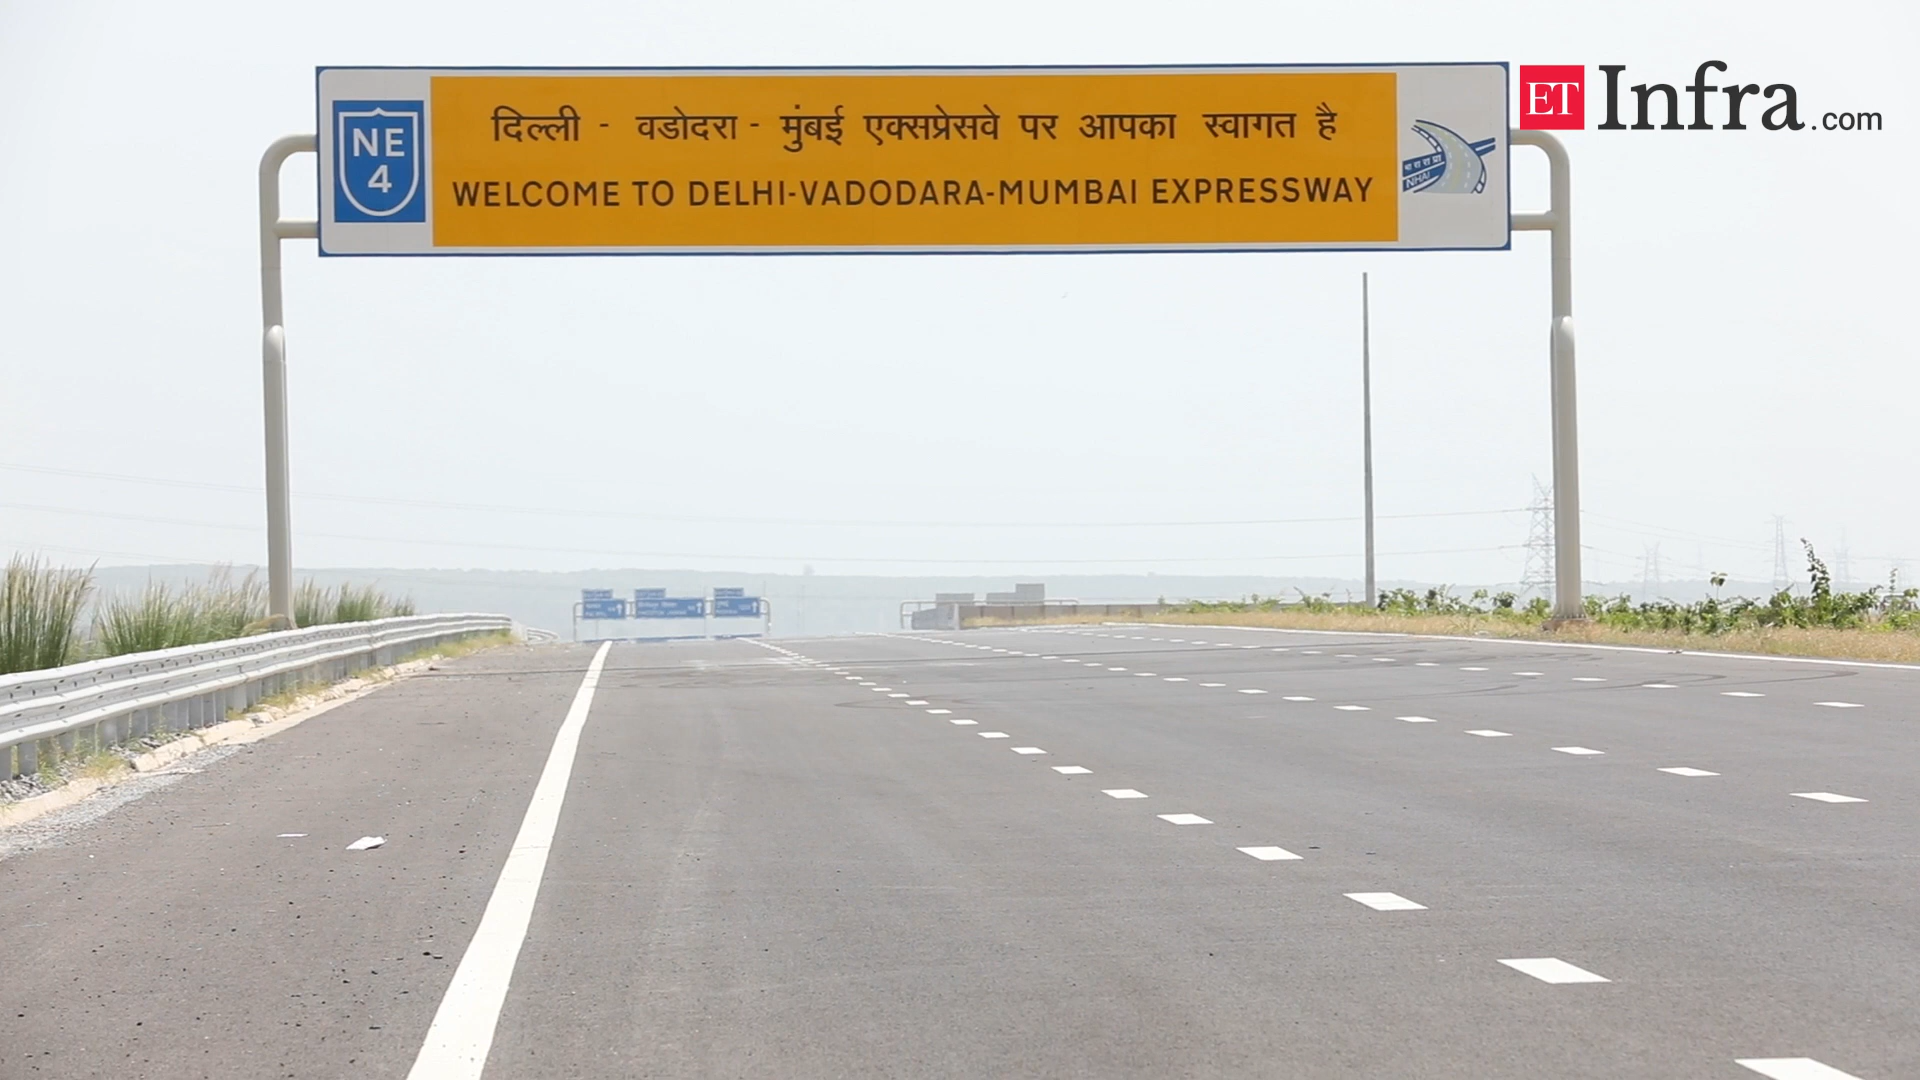 ET Infra.com
NE
4
दिल्ली - वडोदरा - मुंबई एक्सप्रेसवे पर आपका स्वागत है
WELCOME TO DELHI-VADODARA-MUMBAI EXPRESSWAY
भा रा रा प्रा
NHAI